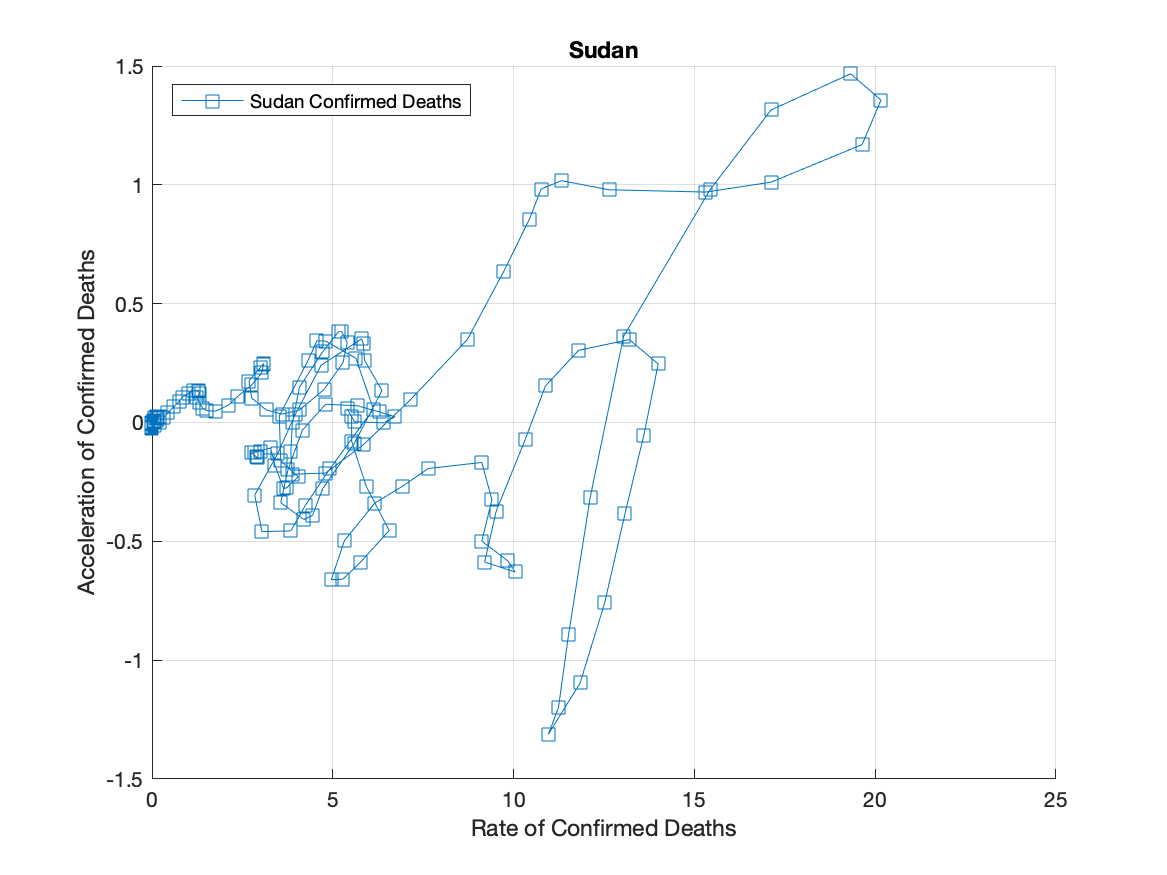 Sudan
Sudan Confirmed Deaths
1.5
1
0.5
0
-0.5
-1
-1.5
Acceleration of Confirmed Deaths
0 5 10 15 20 25
Rate of Confirmed Deaths